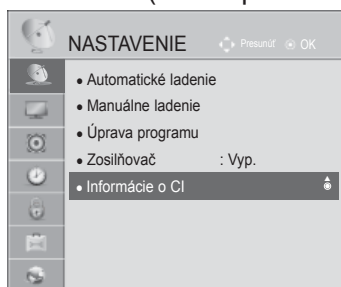 NASTAVENIE
Presunúť
OK
• Automatické ladenie
• Manuálne ladenie
• Úprava programu
• Zosilňovač : Vyp.
• Informácie o CI